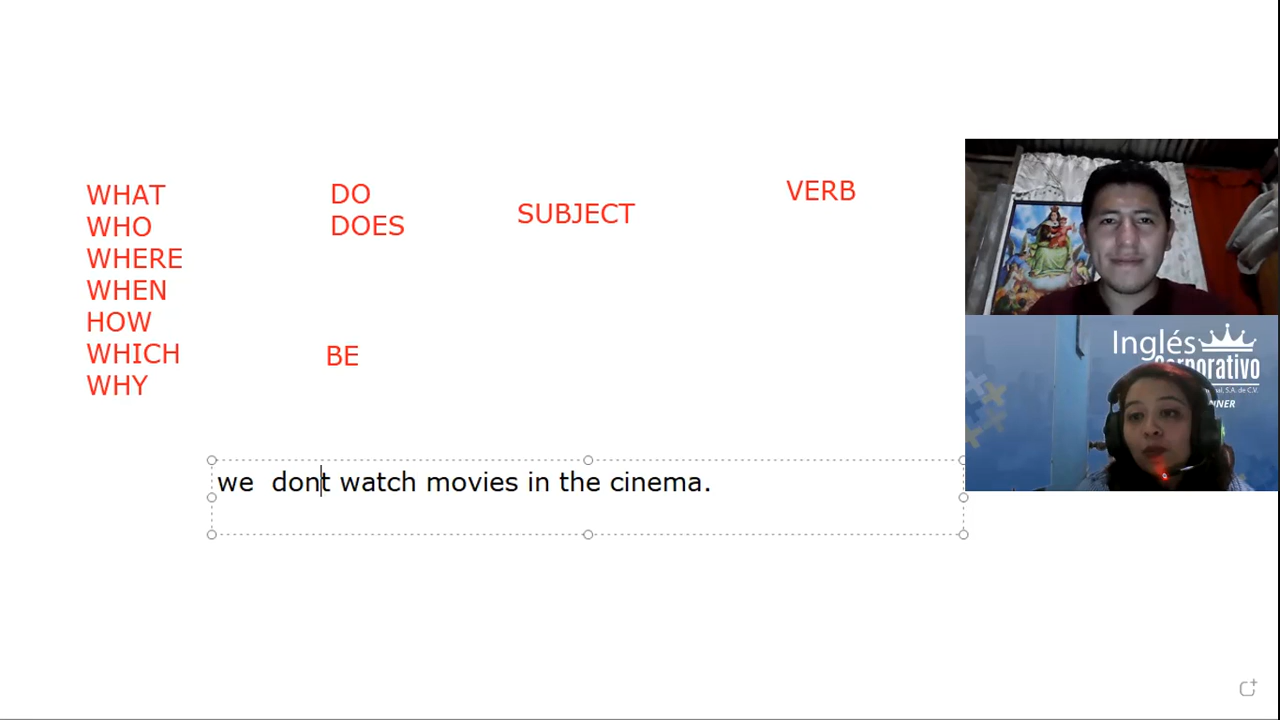 WHAT
WHO
WHERE
WHEN
HOW
WHICH
WHY
DO
DOES
BE
SUBJECT
VERB
we  dont watch movies in the cinema.
Inglés
Corporativo
S.A. de C.V.